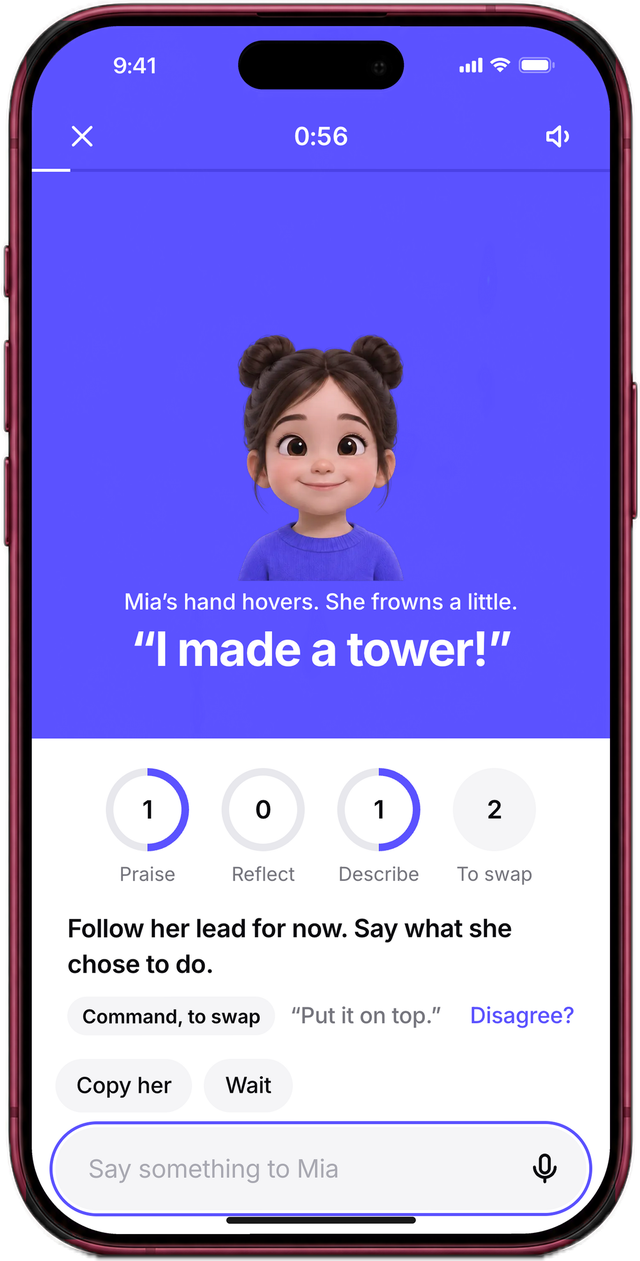 9:41
0:56
Mia’s hand hovers. She frowns a little.
“I made a tower!”
1
0
1
2
Praise
Reflect
Describe
To swap
Follow her lead for now. Say what she
chose to do.
Command, to swap “Put it on top.” Disagree?
Copy her Wait
Say something to Mia